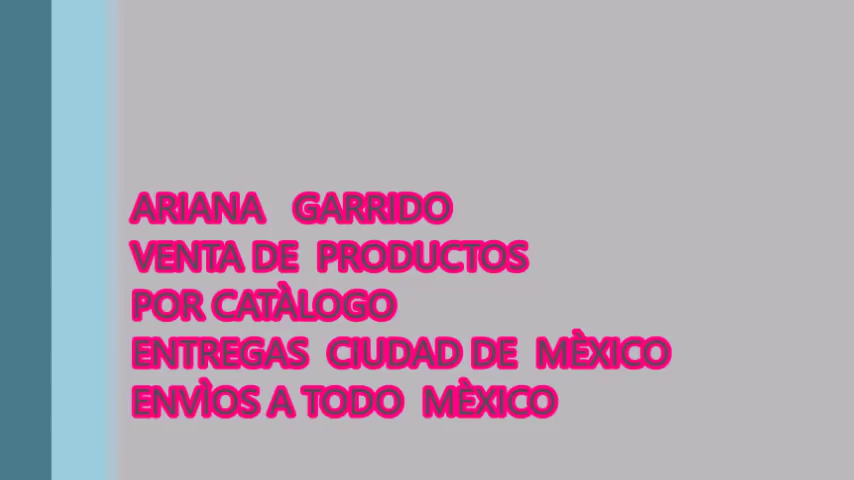 ARIANA GARRIDO
VENTA DE PRODUCTOS
POR CATÀLOGO
ENTREGAS CIUDAD DE MÈXICO
ENVÌOS A TODO MÈXICO